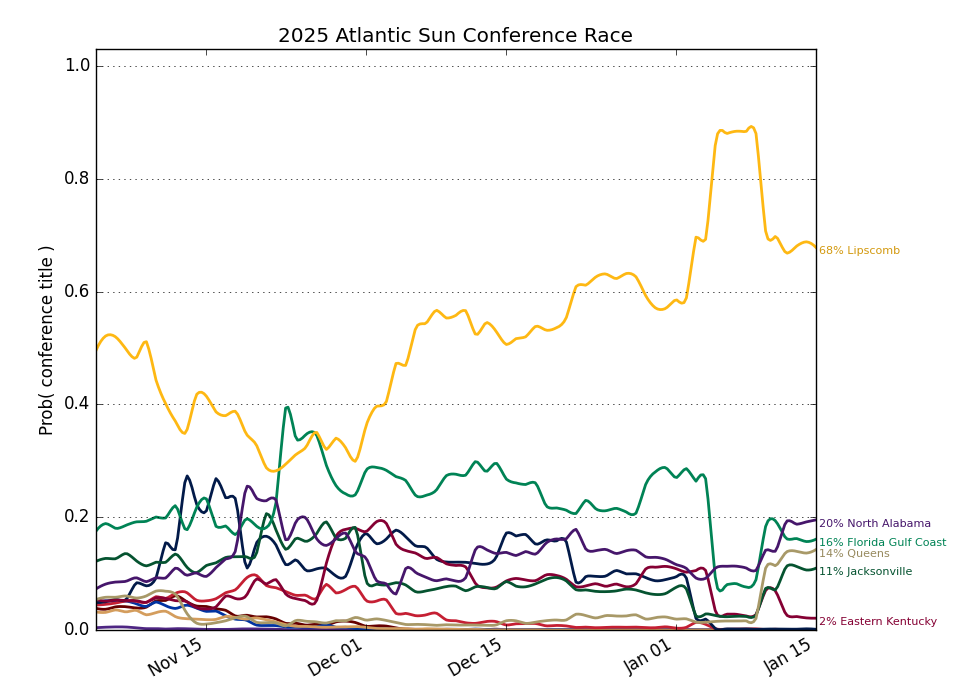 2025 Atlantic Sun Conference Race
Prob( conference title )
1.0
0.8
0.6
0.4
0.2
0.0
68% Lipscomb
20% North Alabama
16% Florida Gulf Coast
14% Queens
11% Jacksonville
2% Eastern Kentucky
Nov 15
Dec 01
Dec 15
Jan 01
Jan 15